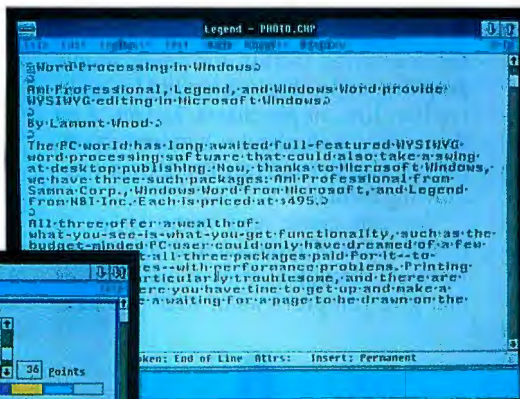 Legend - PHOTO.CHP
Word Processing in Windows
Ami Professional, Legend, and Windows Word provide
WYSIWYG editing in Microsoft Windows
By Lamont Wood
The PC world has long awaited full-featured WYSIWYG
word processing software that could also take a swing
at desktop publishing. Now, thanks to Microsoft Windows,
we have three such packages: Ami Professional from
Samna Corp., Windows Word from Microsoft, and Legend
from NBI Inc. Each is priced at $495.
All three offer a wealth of
what-you-see-is-what-you-get functionality, such as the
budget-minded PC user could only have dreamed of a few
t all three packages paid for it--to
es--with performance problems. Printing
articularly troublesome, and there are
ere you have time to get up and make a
e a waiting for a page to be drawn on the
ken: End of Line Attrs: Insert: Permanent
36 Points